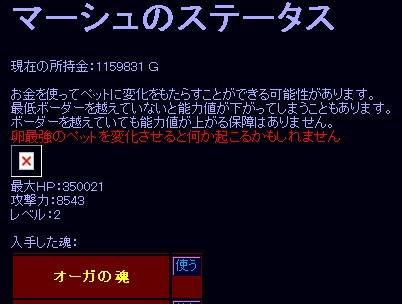 マーシュのステータス
現在の所持金:1159831 G
お金を使ってペットに変化をもたらすことができる可能性があります。
最低ボーダーを越えていないと能力値が下がってしまうこともあります。
ボーダーを越えていても能力値が上がる保障はありません。
卵最強のペットを変化させると何か起こるかもしれません
最大HP:350021
攻撃力:8543
レベル:2
入手した魂:
オーガの魂 使う